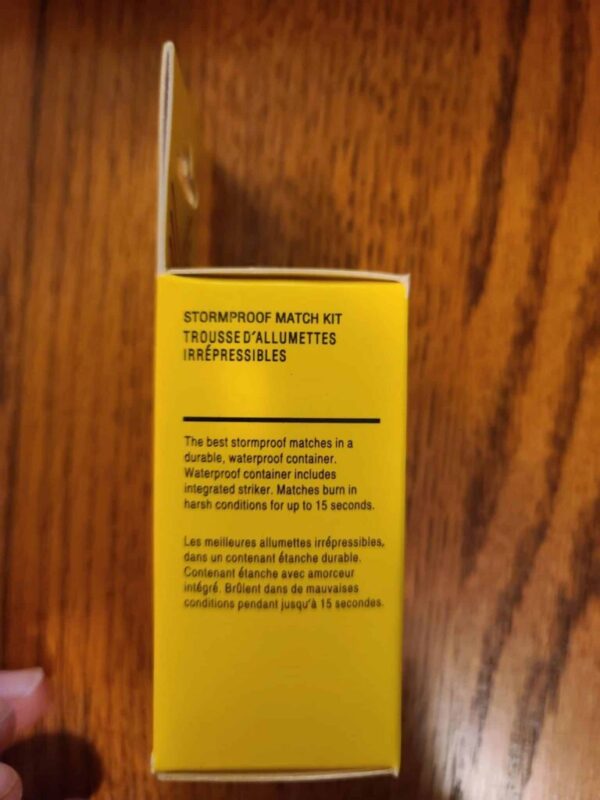 STORMPROOF MATCH KIT
TROUSSE D'ALLUMETTES
IRRÉPRESSIBLES
The best stormproof matches in a
durable, waterproof container.
Waterproof container includes
integrated striker. Matches burn in
harsh conditions for up to 15 seconds.
Les meilleures allumettes irrépressibles,
dans un contenant étanche durable.
Contenant étanche avec amorceur
intégré. Brûlent dans de mauvaises
conditions pendant jusqu'à 15 secondes.